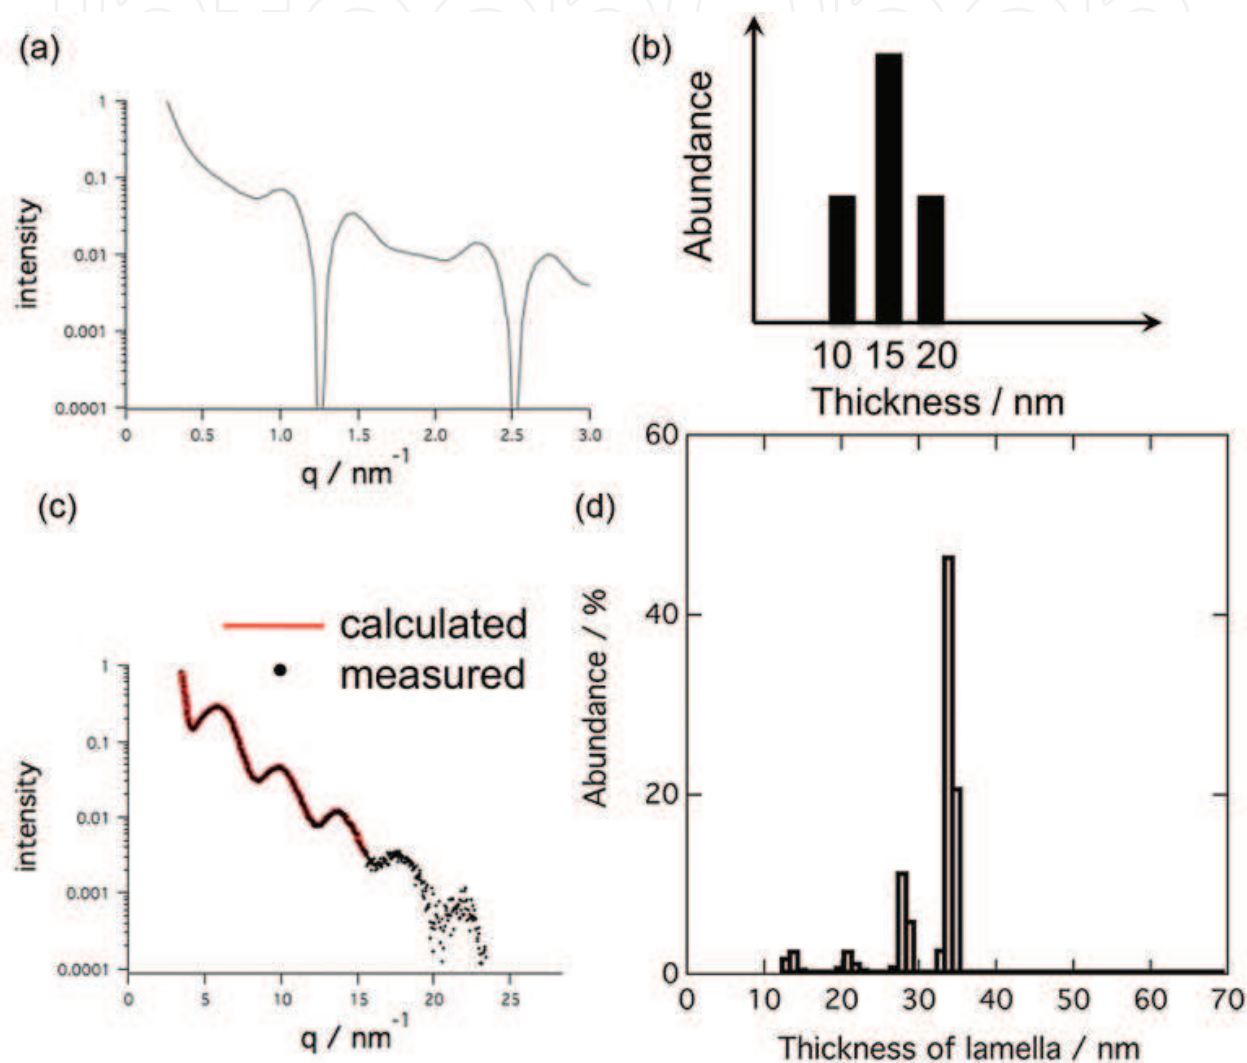 (a)
intensity
1
0.1
0.01
0.001
0.0001
0 0.5 1.0 1.5 2.0 2.5 3.0
q / nm⁻¹
(b)
Abundance
10 15 20
Thickness / nm
(c)
calculated
measured
intensity
1
0.1
0.01
0.001
0.0001
0 5 10 15 20 25
q / nm⁻¹
(d)
Abundance / %
60
40
20
0
0 10 20 30 40 50 60 70
Thickness of lamella / nm